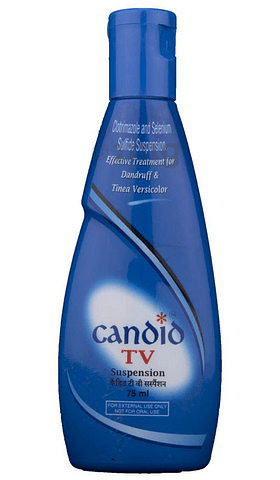 Clotrimazole and Selenium
Sulfide Suspension
Effective Treatment for
Dandruff &
Tinea Versicolor
candid
TV
Suspension
कैंडिड टी वी सस्पेंशन
75 ml
FOR EXTERNAL USE ONLY
NOT FOR ORAL USE